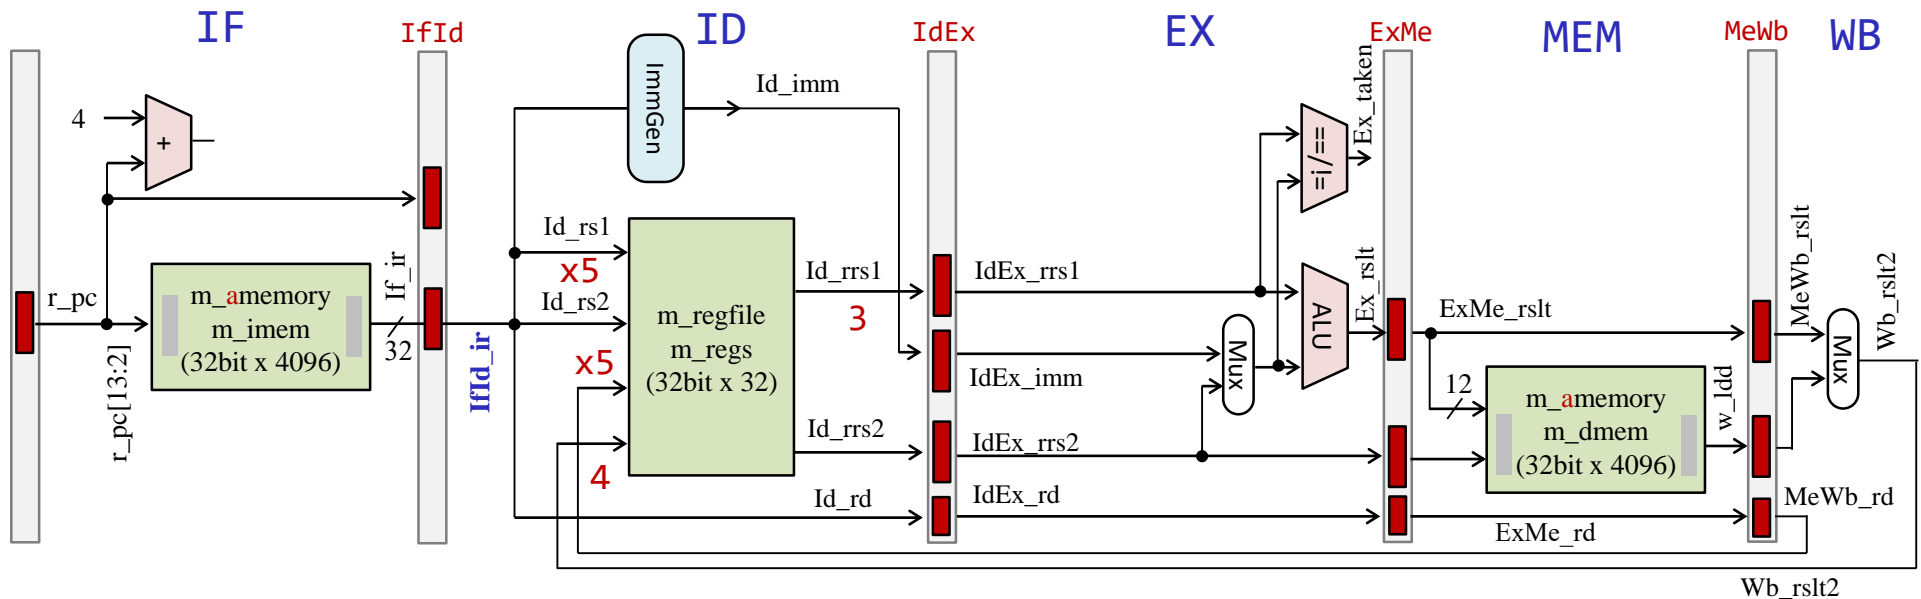 IF
IfId
ID
IdEx
EX
ExMe
MEM
MeWb
WB
4
+
ImmGen
Id_imm
==/!=
Ex_taken
r_pc
r_pc[13:2]
m_amemory
m_imem
(32bit x 4096)
If_ir
32
IfId_ir
Id_rs1
x5
Id_rs2
x5
4
m_regfile
m_regs
(32bit x 32)
Id_rrs1
3
Id_rrs2
Id_rd
IdEx_rrs1
IdEx_imm
IdEx_rrs2
IdEx_rd
Mux
ALU
Ex_rslt
ExMe_rslt
12
m_amemory
m_dmem
(32bit x 4096)
w_ldd
ExMe_rd
MeWb_rslt
Mux
Wb_rslt2
MeWb_rd
Wb_rslt2